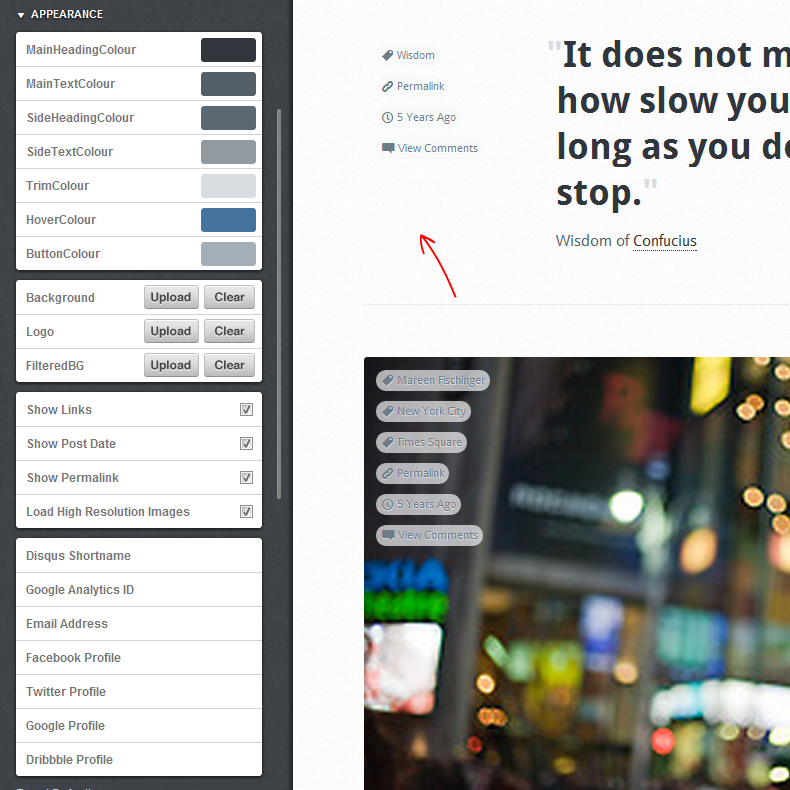 APPEARANCE
MainHeadingColour
MainTextColour
SideHeadingColour
SideTextColour
TrimColour
HoverColour
ButtonColour
Background Upload Clear
Logo Upload Clear
FilteredBG Upload Clear
Show Links
Show Post Date
Show Permalink
Load High Resolution Images
Disqus Shortname
Google Analytics ID
Email Address
Facebook Profile
Twitter Profile
Google Profile
Dribbble Profile
Wisdom
Permalink
5 Years Ago
View Comments
"It does not m
how slow you
long as you do
stop."
Wisdom of Confucius
Mareen Fischinger
New York City
Times Square
Permalink
5 Years Ago
View Comments